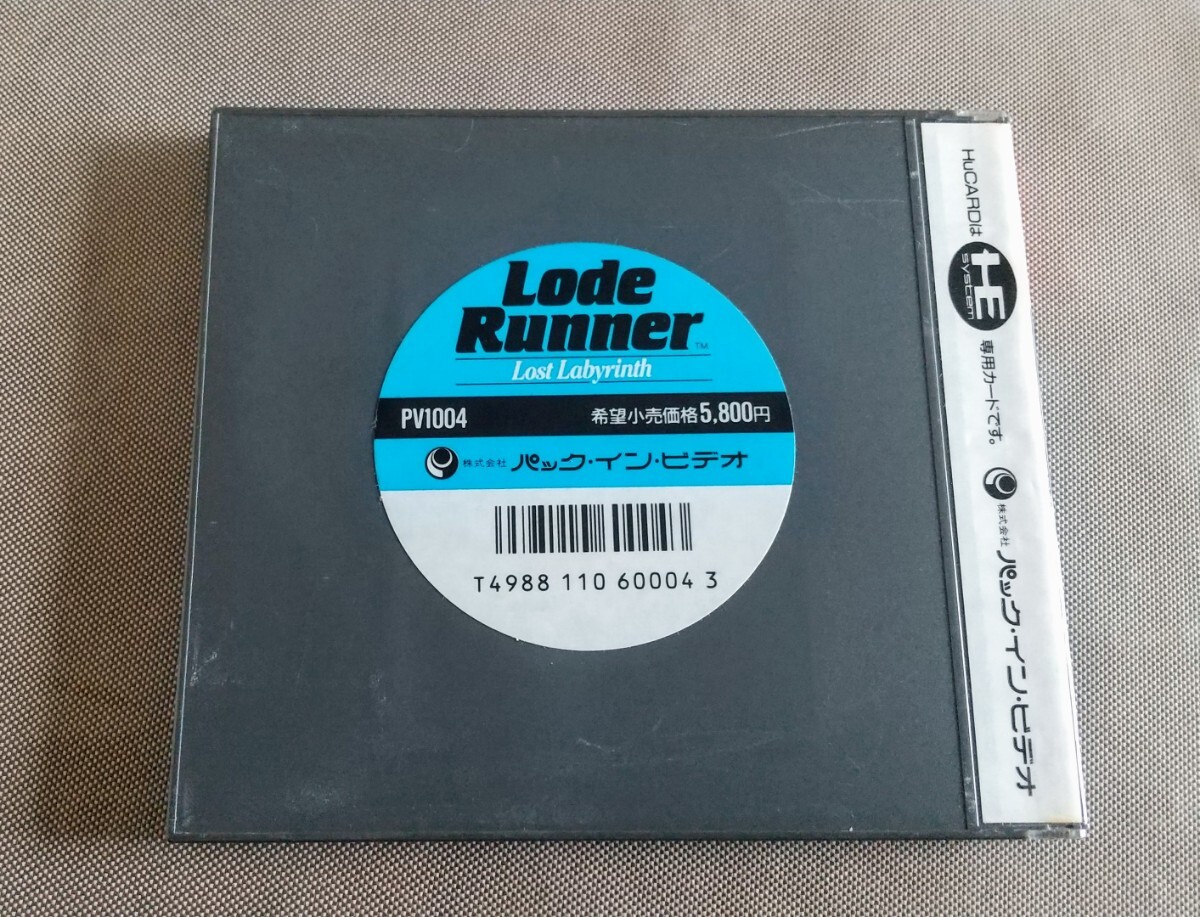 Lode
Runner™
Lost Labyrinth
PV1004 希望小売価格5,800円
株式会社 パック・イン・ビデオ
T4988 110 60004 3
HuCARDは HE system 専用カードです。 株式会社 パック・イン・ビデオ